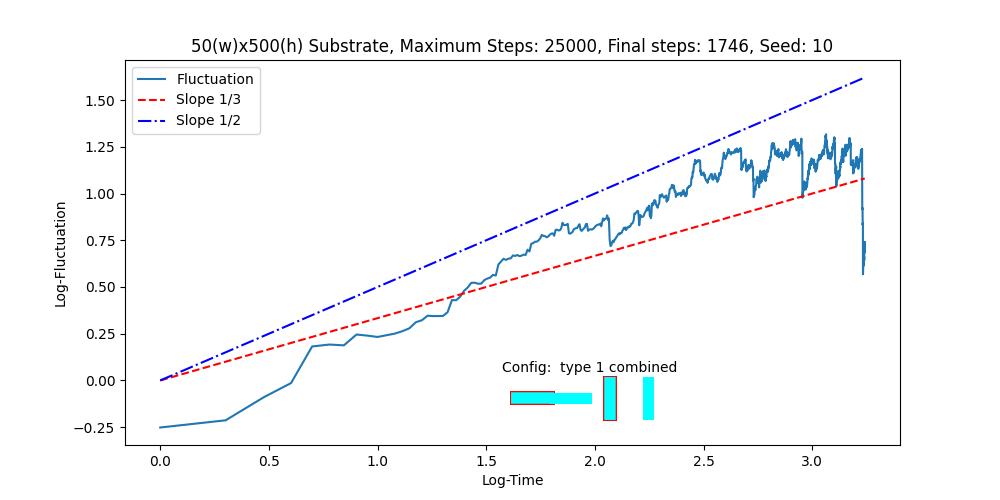 50(w)x500(h) Substrate, Maximum Steps: 25000, Final steps: 1746, Seed: 10
Fluctuation
Slope 1/3
Slope 1/2
1.50
1.25
1.00
0.75
0.50
0.25
0.00
−0.25
Log-Fluctuation
Config:  type 1 combined
0.0
0.5
1.0
1.5
2.0
2.5
3.0
Log-Time